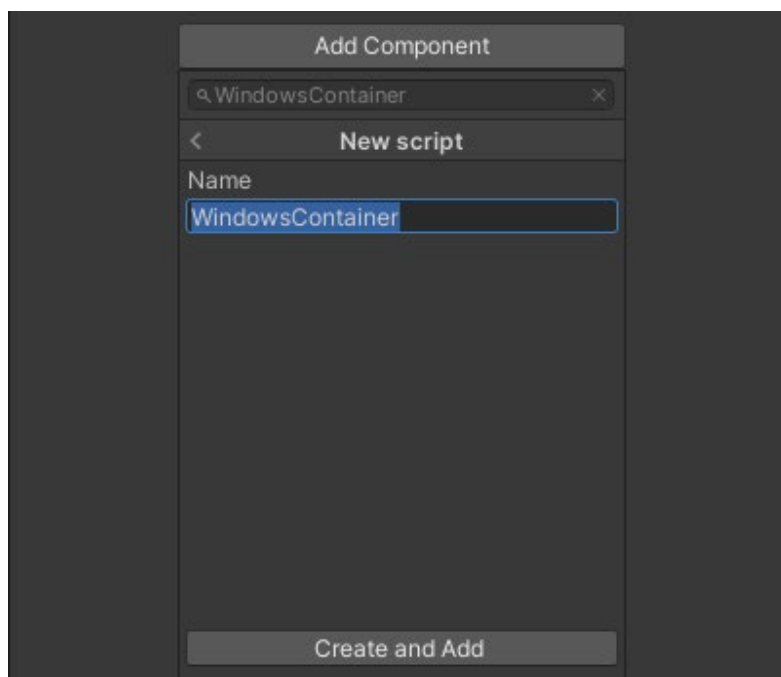 Add Component
WindowsContainer
New script
Name
WindowsContainer
Create and Add